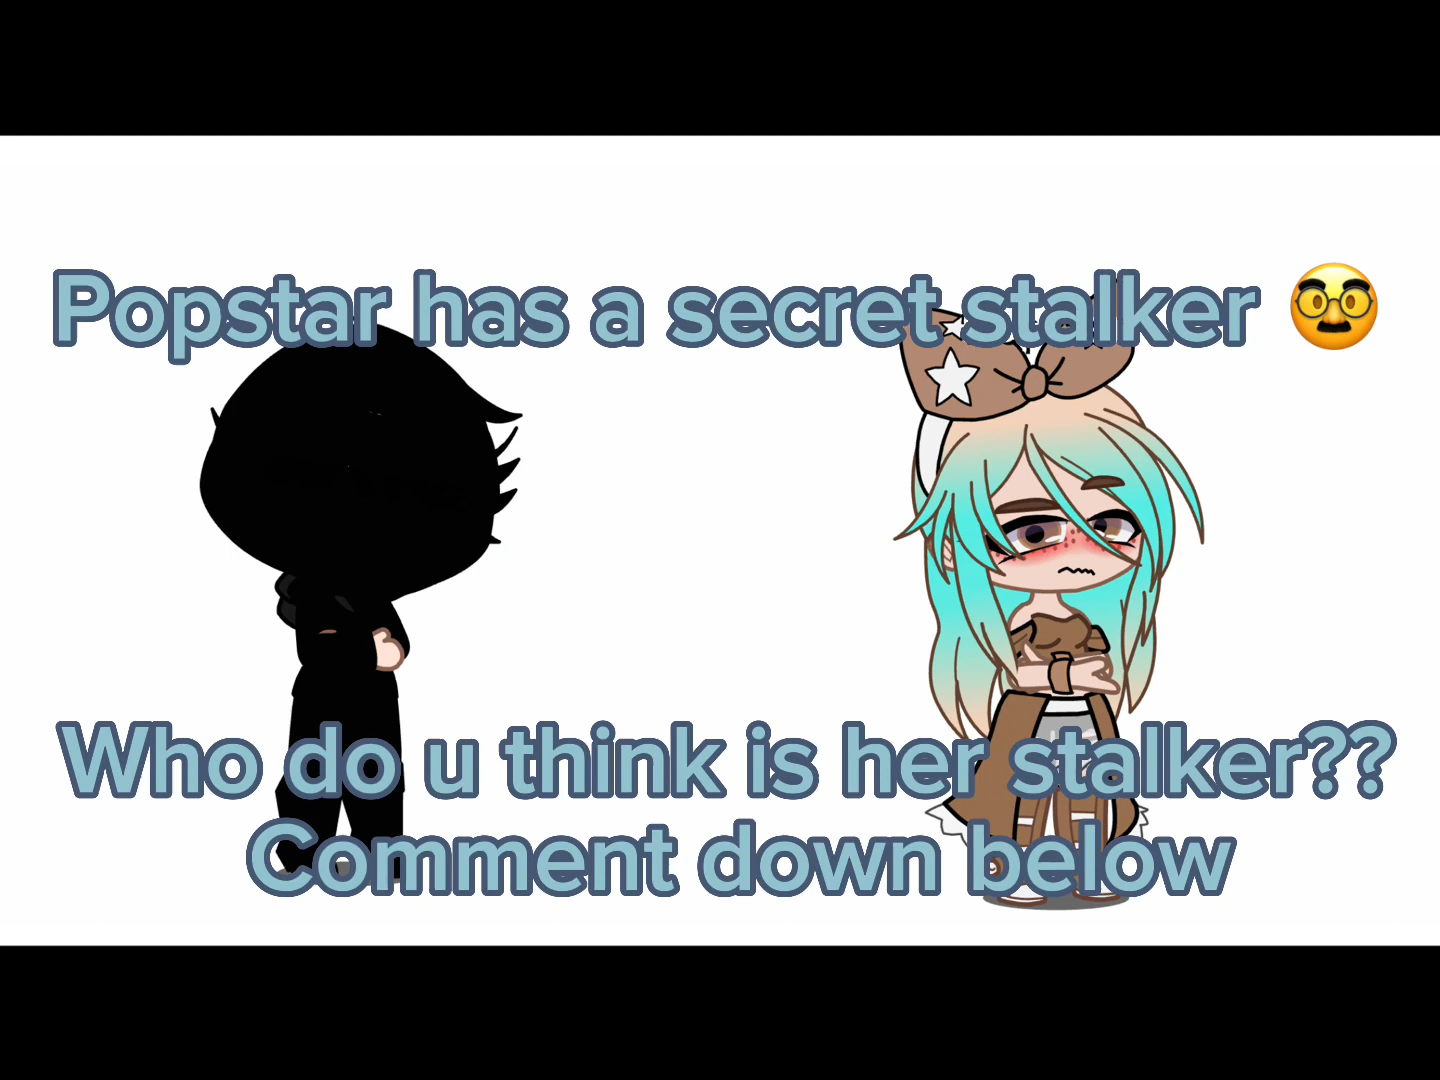 Popstar has a secret stalker 🥸
Who do u think is her stalker??
Comment down below